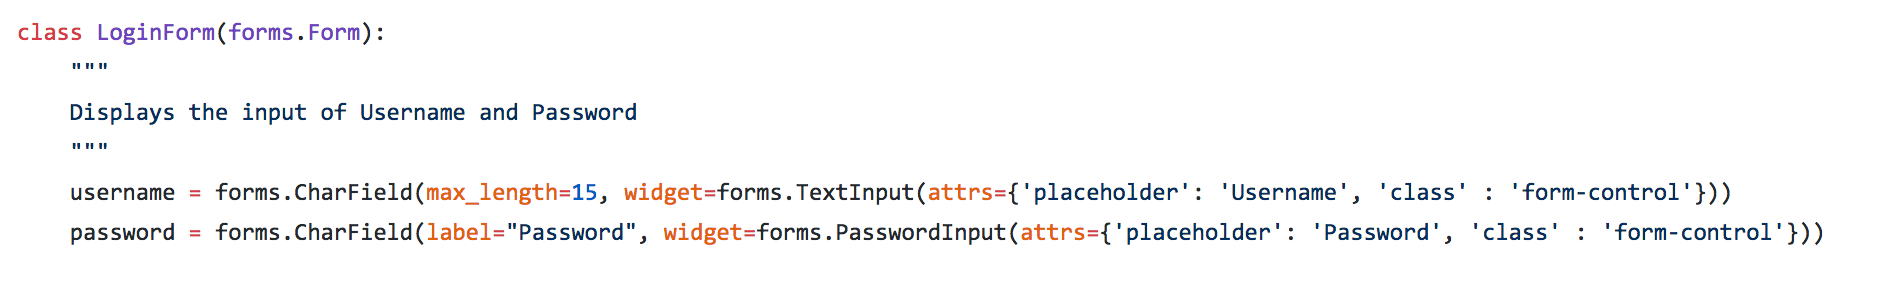 class LoginForm(forms.Form):
    """
    Displays the input of Username and Password
    """
    username = forms.CharField(max_length=15, widget=forms.TextInput(attrs={'placeholder': 'Username', 'class' : 'form-control'}))
    password = forms.CharField(label="Password", widget=forms.PasswordInput(attrs={'placeholder': 'Password', 'class' : 'form-control'}))